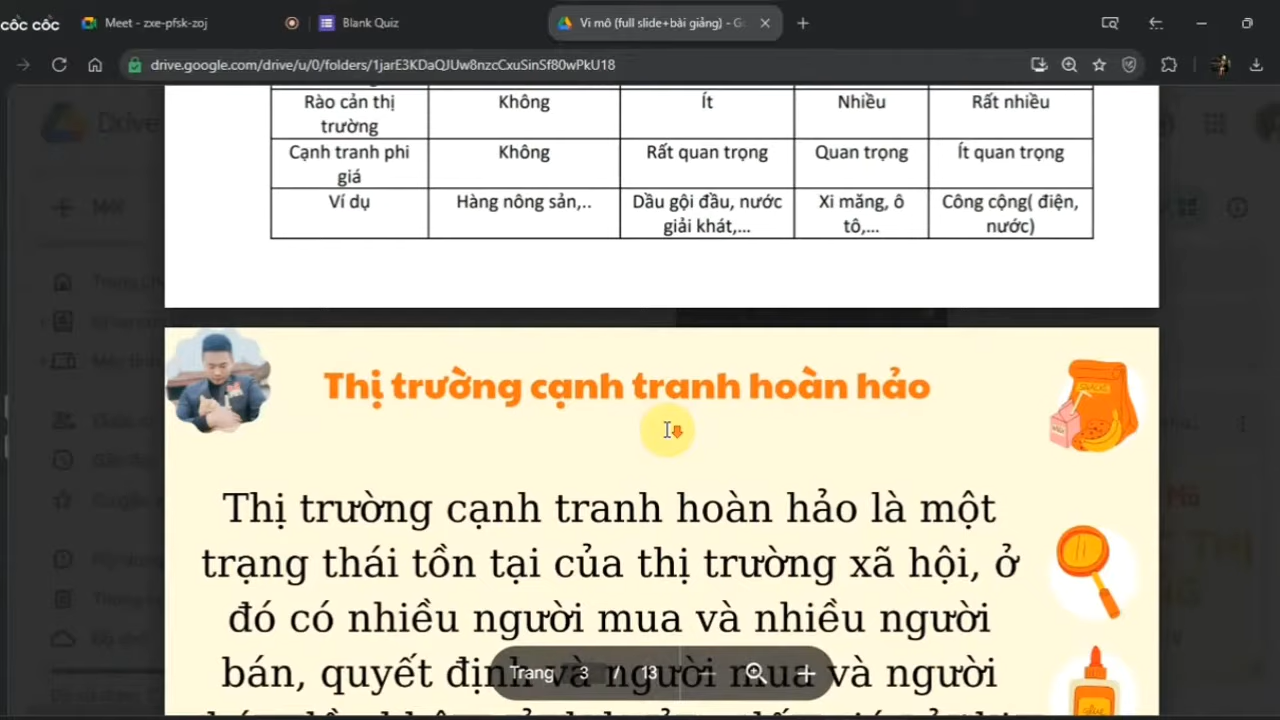 cốc cốc
Meet - zxe-pfsk-zoj
Blank Quiz
Vi mô (full slide+bài giảng) - Go
drive.google.com/drive/u/0/folders/1jarE3KDaQJUw8nzcCxuSinSf80wPkU18
Drive
Rào cản thị trường Không Ít Nhiều Rất nhiều
Cạnh tranh phi giá Không Rất quan trọng Quan trọng Ít quan trọng
Ví dụ Hàng nông sản,.. Dầu gội đầu, nước giải khát,... Xi măng, ô tô,... Công cộng( điện, nước)
Thị trường cạnh tranh hoàn hảo
Thị trường cạnh tranh hoàn hảo là một
trạng thái tồn tại của thị trường xã hội, ở
đó có nhiều người mua và nhiều người
bán, quyết định và người mua và người
Trang 3 / 13